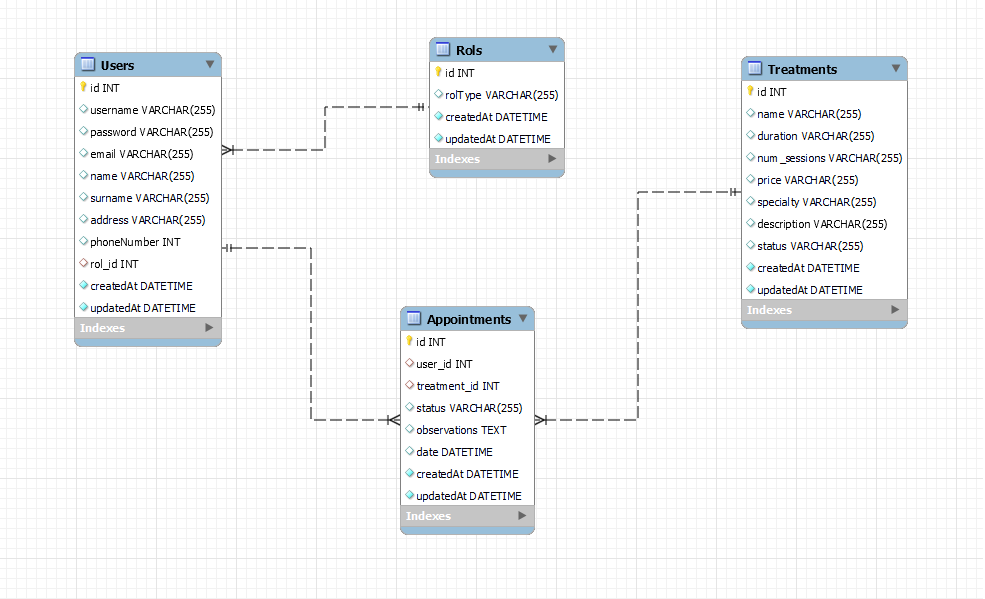 Users
id INT
username VARCHAR(255)
password VARCHAR(255)
email VARCHAR(255)
name VARCHAR(255)
surname VARCHAR(255)
address VARCHAR(255)
phoneNumber INT
rol_id INT
createdAt DATETIME
updatedAt DATETIME
Indexes
Rols
id INT
rolType VARCHAR(255)
createdAt DATETIME
updatedAt DATETIME
Indexes
Treatments
id INT
name VARCHAR(255)
duration VARCHAR(255)
num_sessions VARCHAR(255)
price VARCHAR(255)
specialty VARCHAR(255)
description VARCHAR(255)
status VARCHAR(255)
createdAt DATETIME
updatedAt DATETIME
Indexes
Appointments
id INT
user_id INT
treatment_id INT
status VARCHAR(255)
observations TEXT
date DATETIME
createdAt DATETIME
updatedAt DATETIME
Indexes